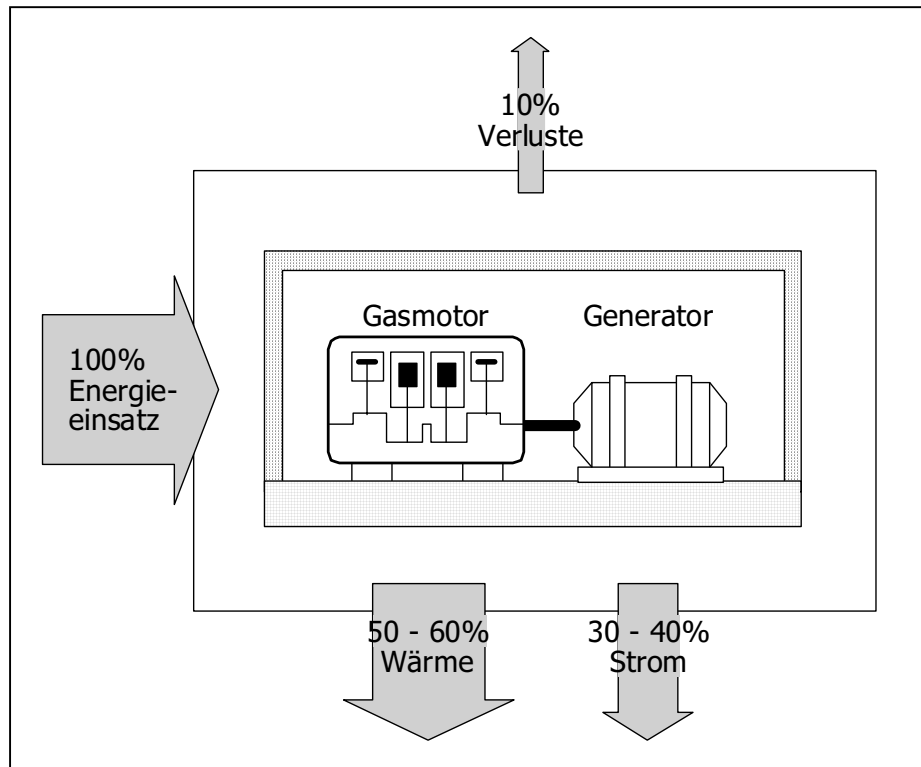 10%
Verluste
Gasmotor
Generator
100%
Energie-
einsatz
50 - 60%
Wärme
30 - 40%
Strom